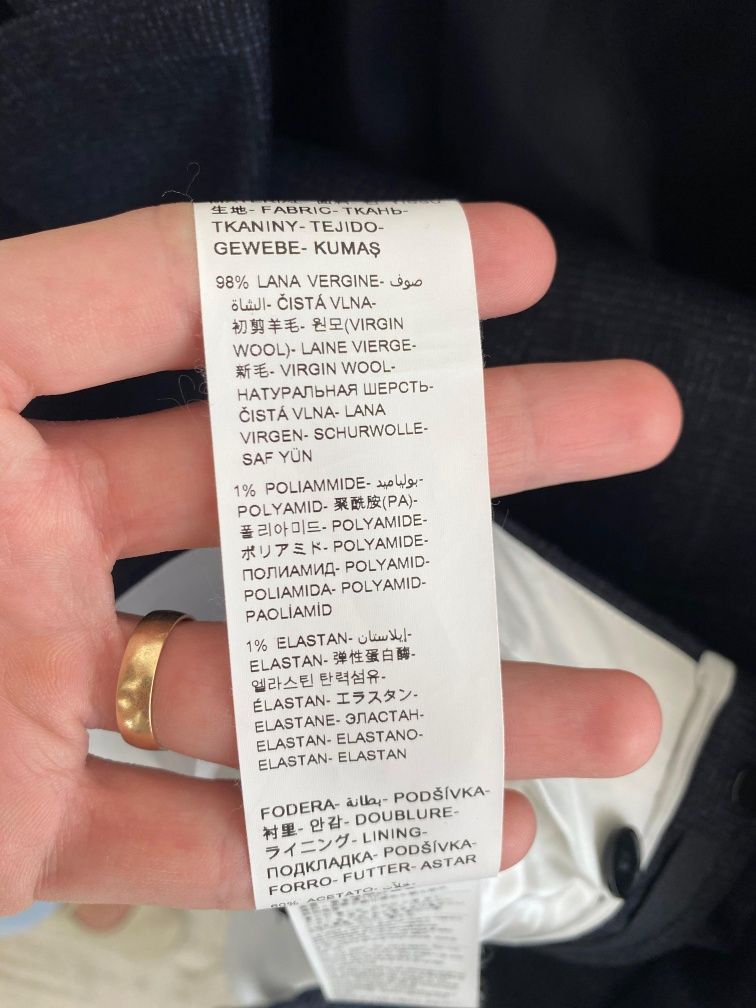 生地- FABRIC- ТКАНЬ-
TKANINY- TEJIDO-
GEWEBE- KUMAŞ
98% LANA VERGINE- صوف
الشاة- ČISTÁ VLNA-
初剪羊毛- 원모(VIRGIN
WOOL)- LAINE VIERGE-
新毛- VIRGIN WOOL-
НАТУРАЛЬНАЯ ШЕРСТЬ-
ČISTÁ VLNA- LANA
VIRGEN- SCHURWOLLE-
SAF YÜN
1% POLIAMMIDE- بولياميد-
POLYAMID- 聚酰胺(PA)-
폴리아미드- POLYAMIDE-
ポリアミド- POLYAMIDE-
ПОЛИАМИД- POLYAMID-
POLIAMIDA- POLYAMID-
PAOLİAMİD
1% ELASTAN- إيلاستان-
ELASTAN- 弹性蛋白酶-
엘라스틴 탄력섬유-
ÉLASTAN- エラスタン-
ELASTANE- ЭЛАСТАН-
ELASTAN- ELASTANO-
ELASTAN- ELASTAN
FODERA- بطانة- PODŠÍVKA-
衬里- 안감- DOUBLURE-
ライニング- LINING-
ПОДКЛАДКА- PODŠÍVKA-
FORRO- FUTTER- ASTAR
ACETATO-